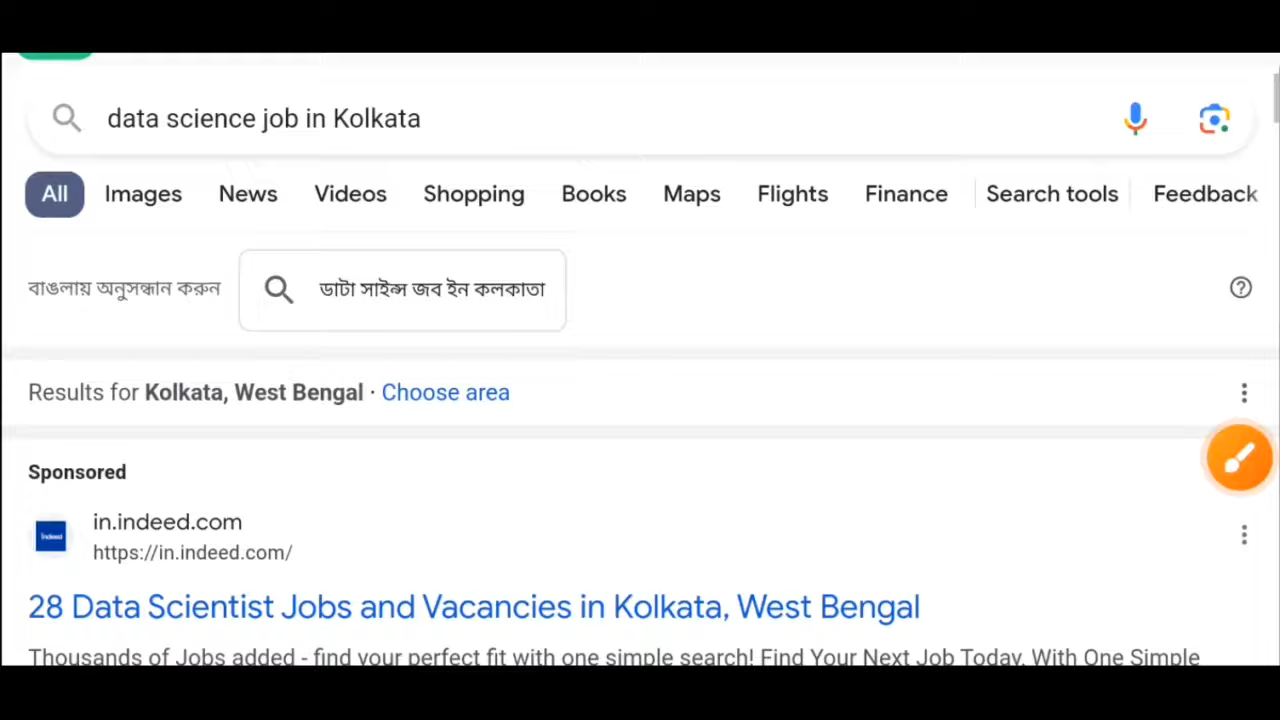 data science job in Kolkata
All Images News Videos Shopping Books Maps Flights Finance Search tools Feedback
বাঙলায় অনুসন্ধান করুন ডাটা সাইন্স জব ইন কলকাতা
Results for Kolkata, West Bengal · Choose area
Sponsored
Indeed
in.indeed.com
https://in.indeed.com/
28 Data Scientist Jobs and Vacancies in Kolkata, West Bengal
Thousands of Jobs added - find your perfect fit with one simple search! Find Your Next Job Today, With One Simple